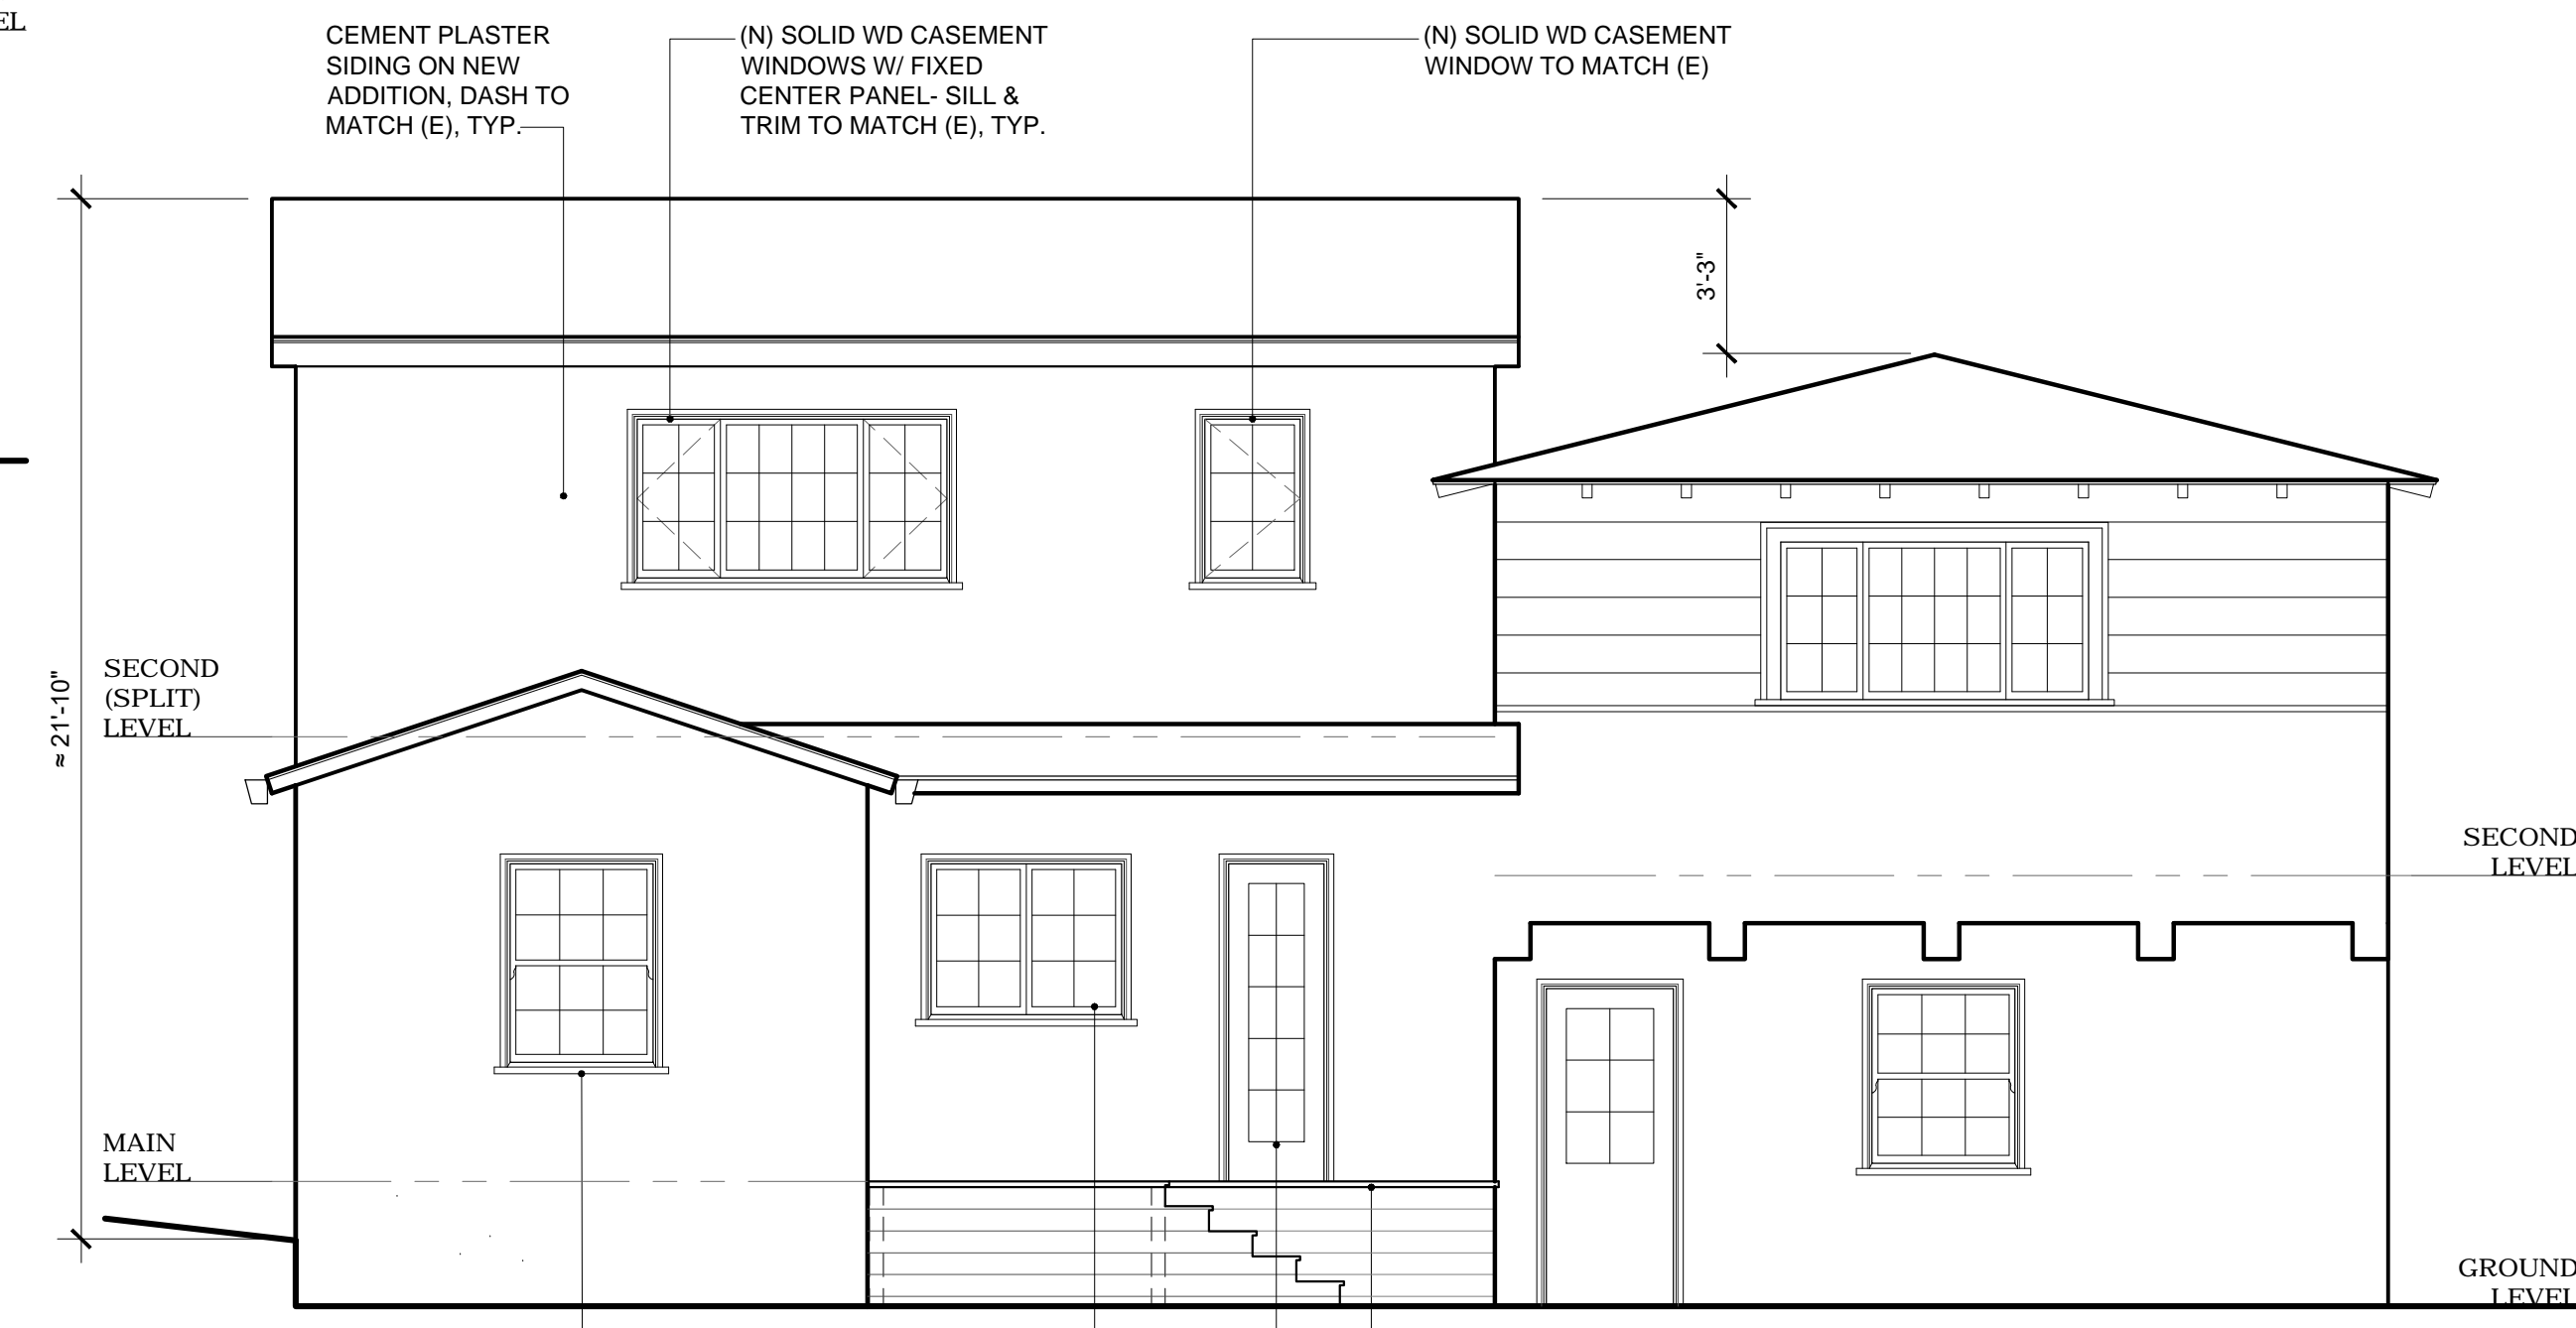 CEMENT PLASTER
SIDING ON NEW
ADDITION, DASH TO
MATCH (E), TYP.
(N) SOLID WD CASEMENT
WINDOWS W/ FIXED
CENTER PANEL- SILL &
TRIM TO MATCH (E), TYP.
(N) SOLID WD CASEMENT
WINDOW TO MATCH (E)
3'-3"
≈ 21'-10"
SECOND
(SPLIT)
LEVEL
SECOND
LEVEL
MAIN
LEVEL
GROUND
LEVEL